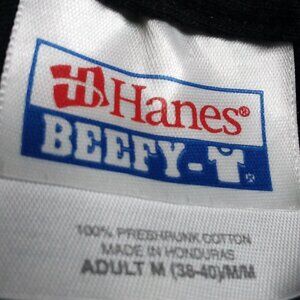 Hanes®
BEEFY-T®
100% PRESHRUNK COTTON
MADE IN HONDURAS
ADULT M (38-40)/M/M